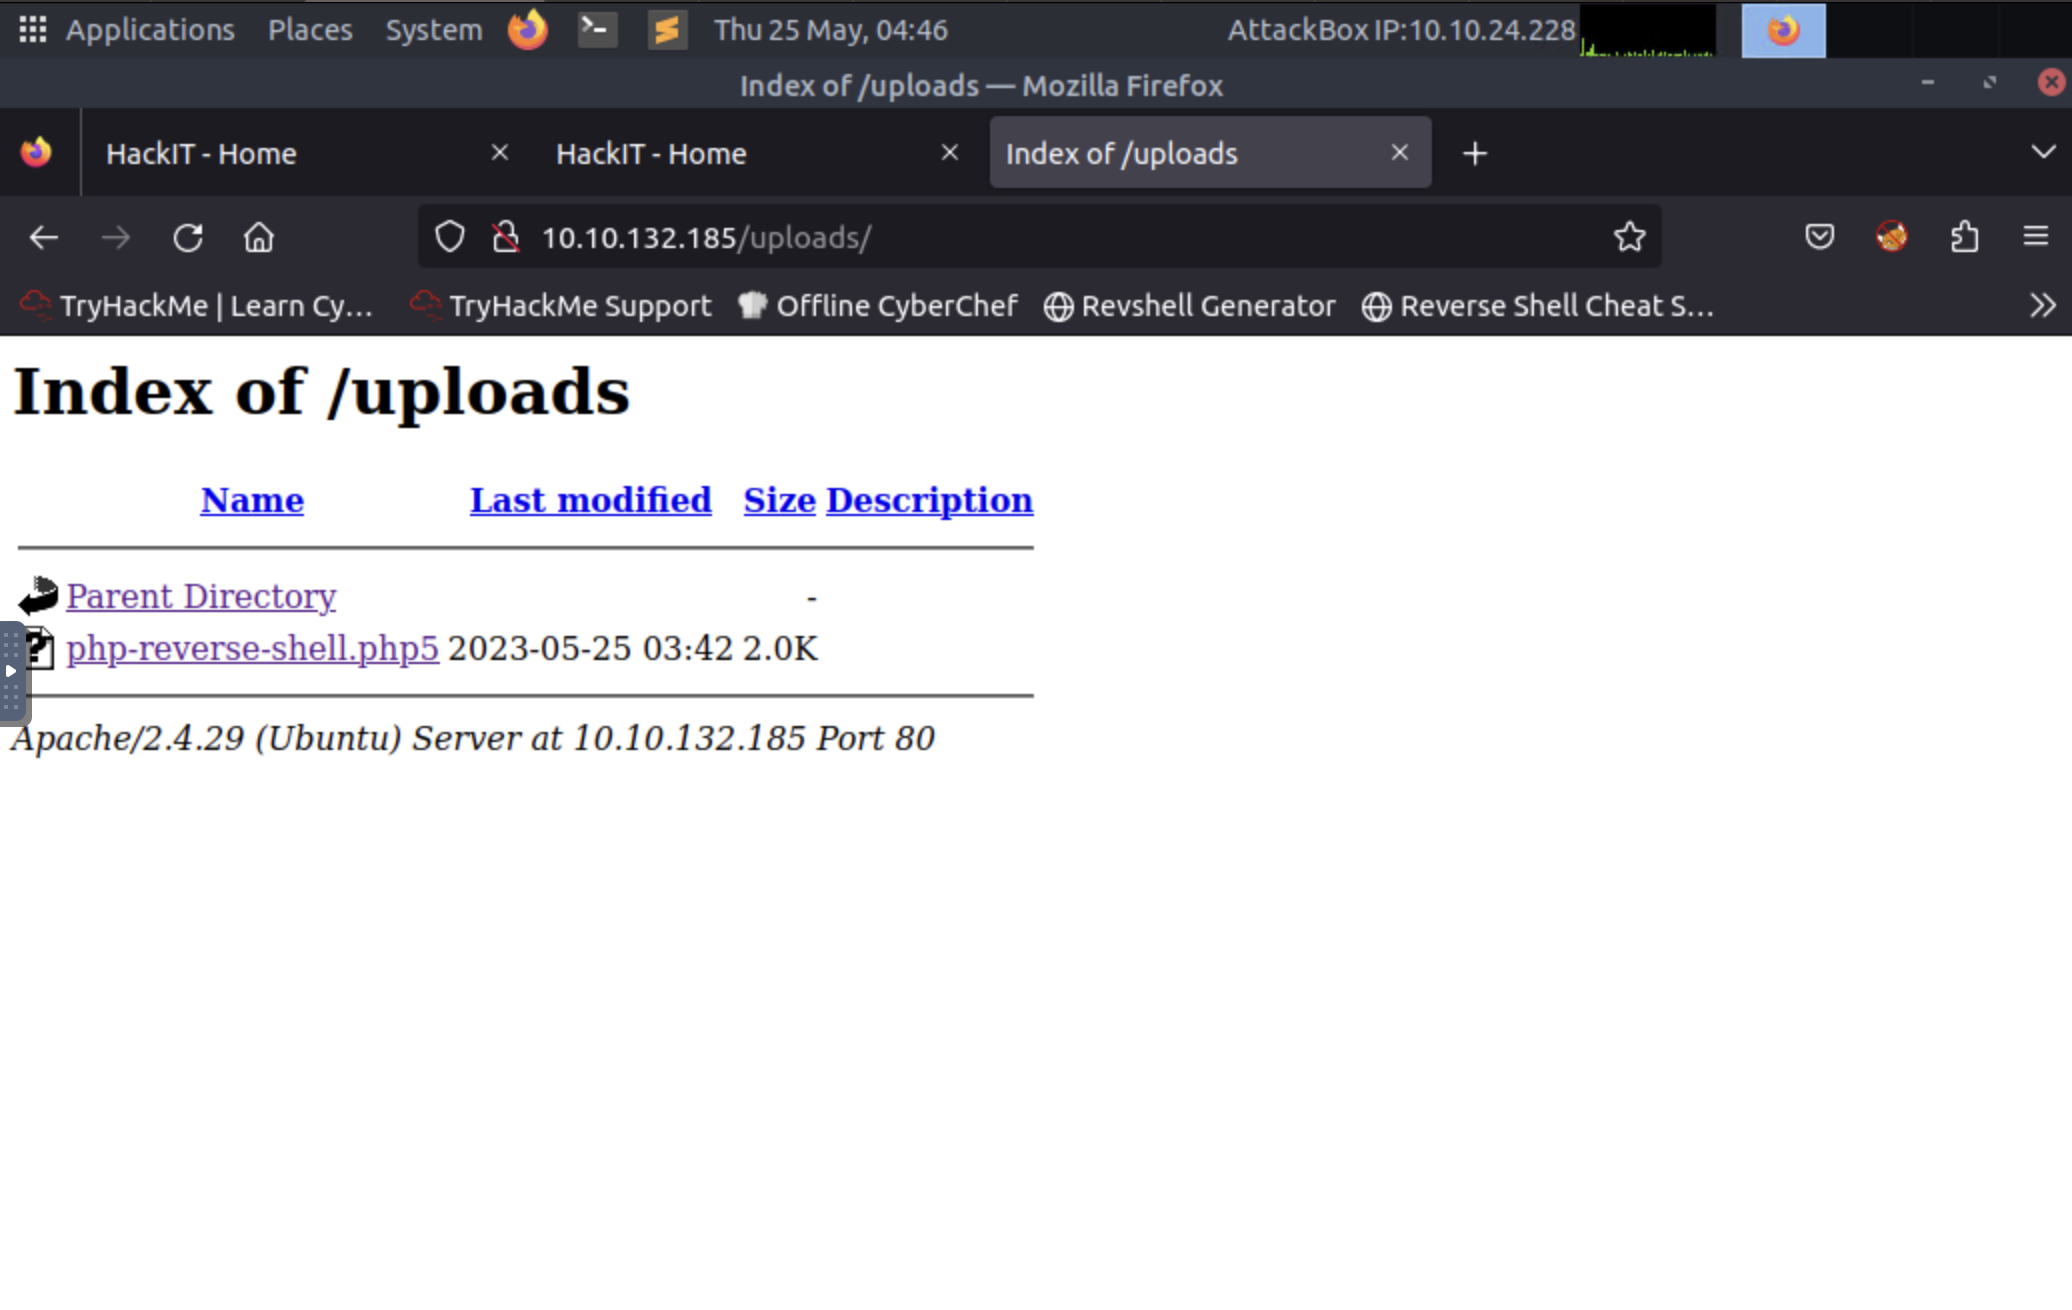 Applications Places System Thu 25 May, 04:46 AttackBox IP:10.10.24.228
Index of /uploads — Mozilla Firefox
HackIT - Home HackIT - Home Index of /uploads
10.10.132.185/uploads/
TryHackMe | Learn Cy… TryHackMe Support Offline CyberChef Revshell Generator Reverse Shell Cheat S…
Index of /uploads
Name Last modified Size Description
Parent Directory -
php-reverse-shell.php5 2023-05-25 03:42 2.0K
Apache/2.4.29 (Ubuntu) Server at 10.10.132.185 Port 80